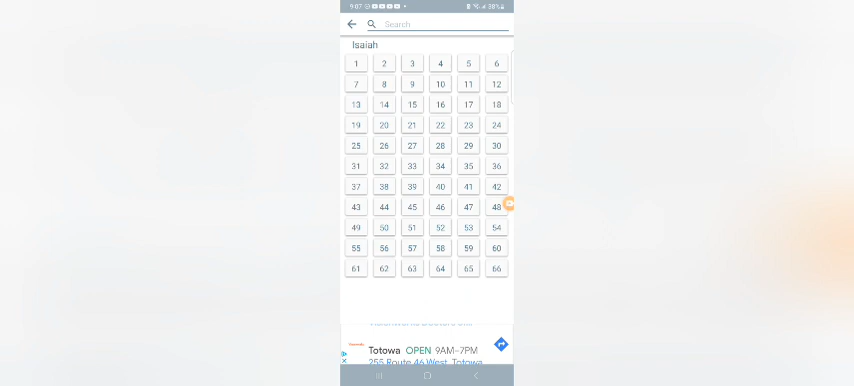 9:07
38%
Search
Isaiah
1 2 3 4 5 6
7 8 9 10 11 12
13 14 15 16 17 18
19 20 21 22 23 24
25 26 27 28 29 30
31 32 33 34 35 36
37 38 39 40 41 42
43 44 45 46 47 48
49 50 51 52 53 54
55 56 57 58 59 60
61 62 63 64 65 66
Totowa OPEN 9AM–7PM
255 Route 46 West, Totowa